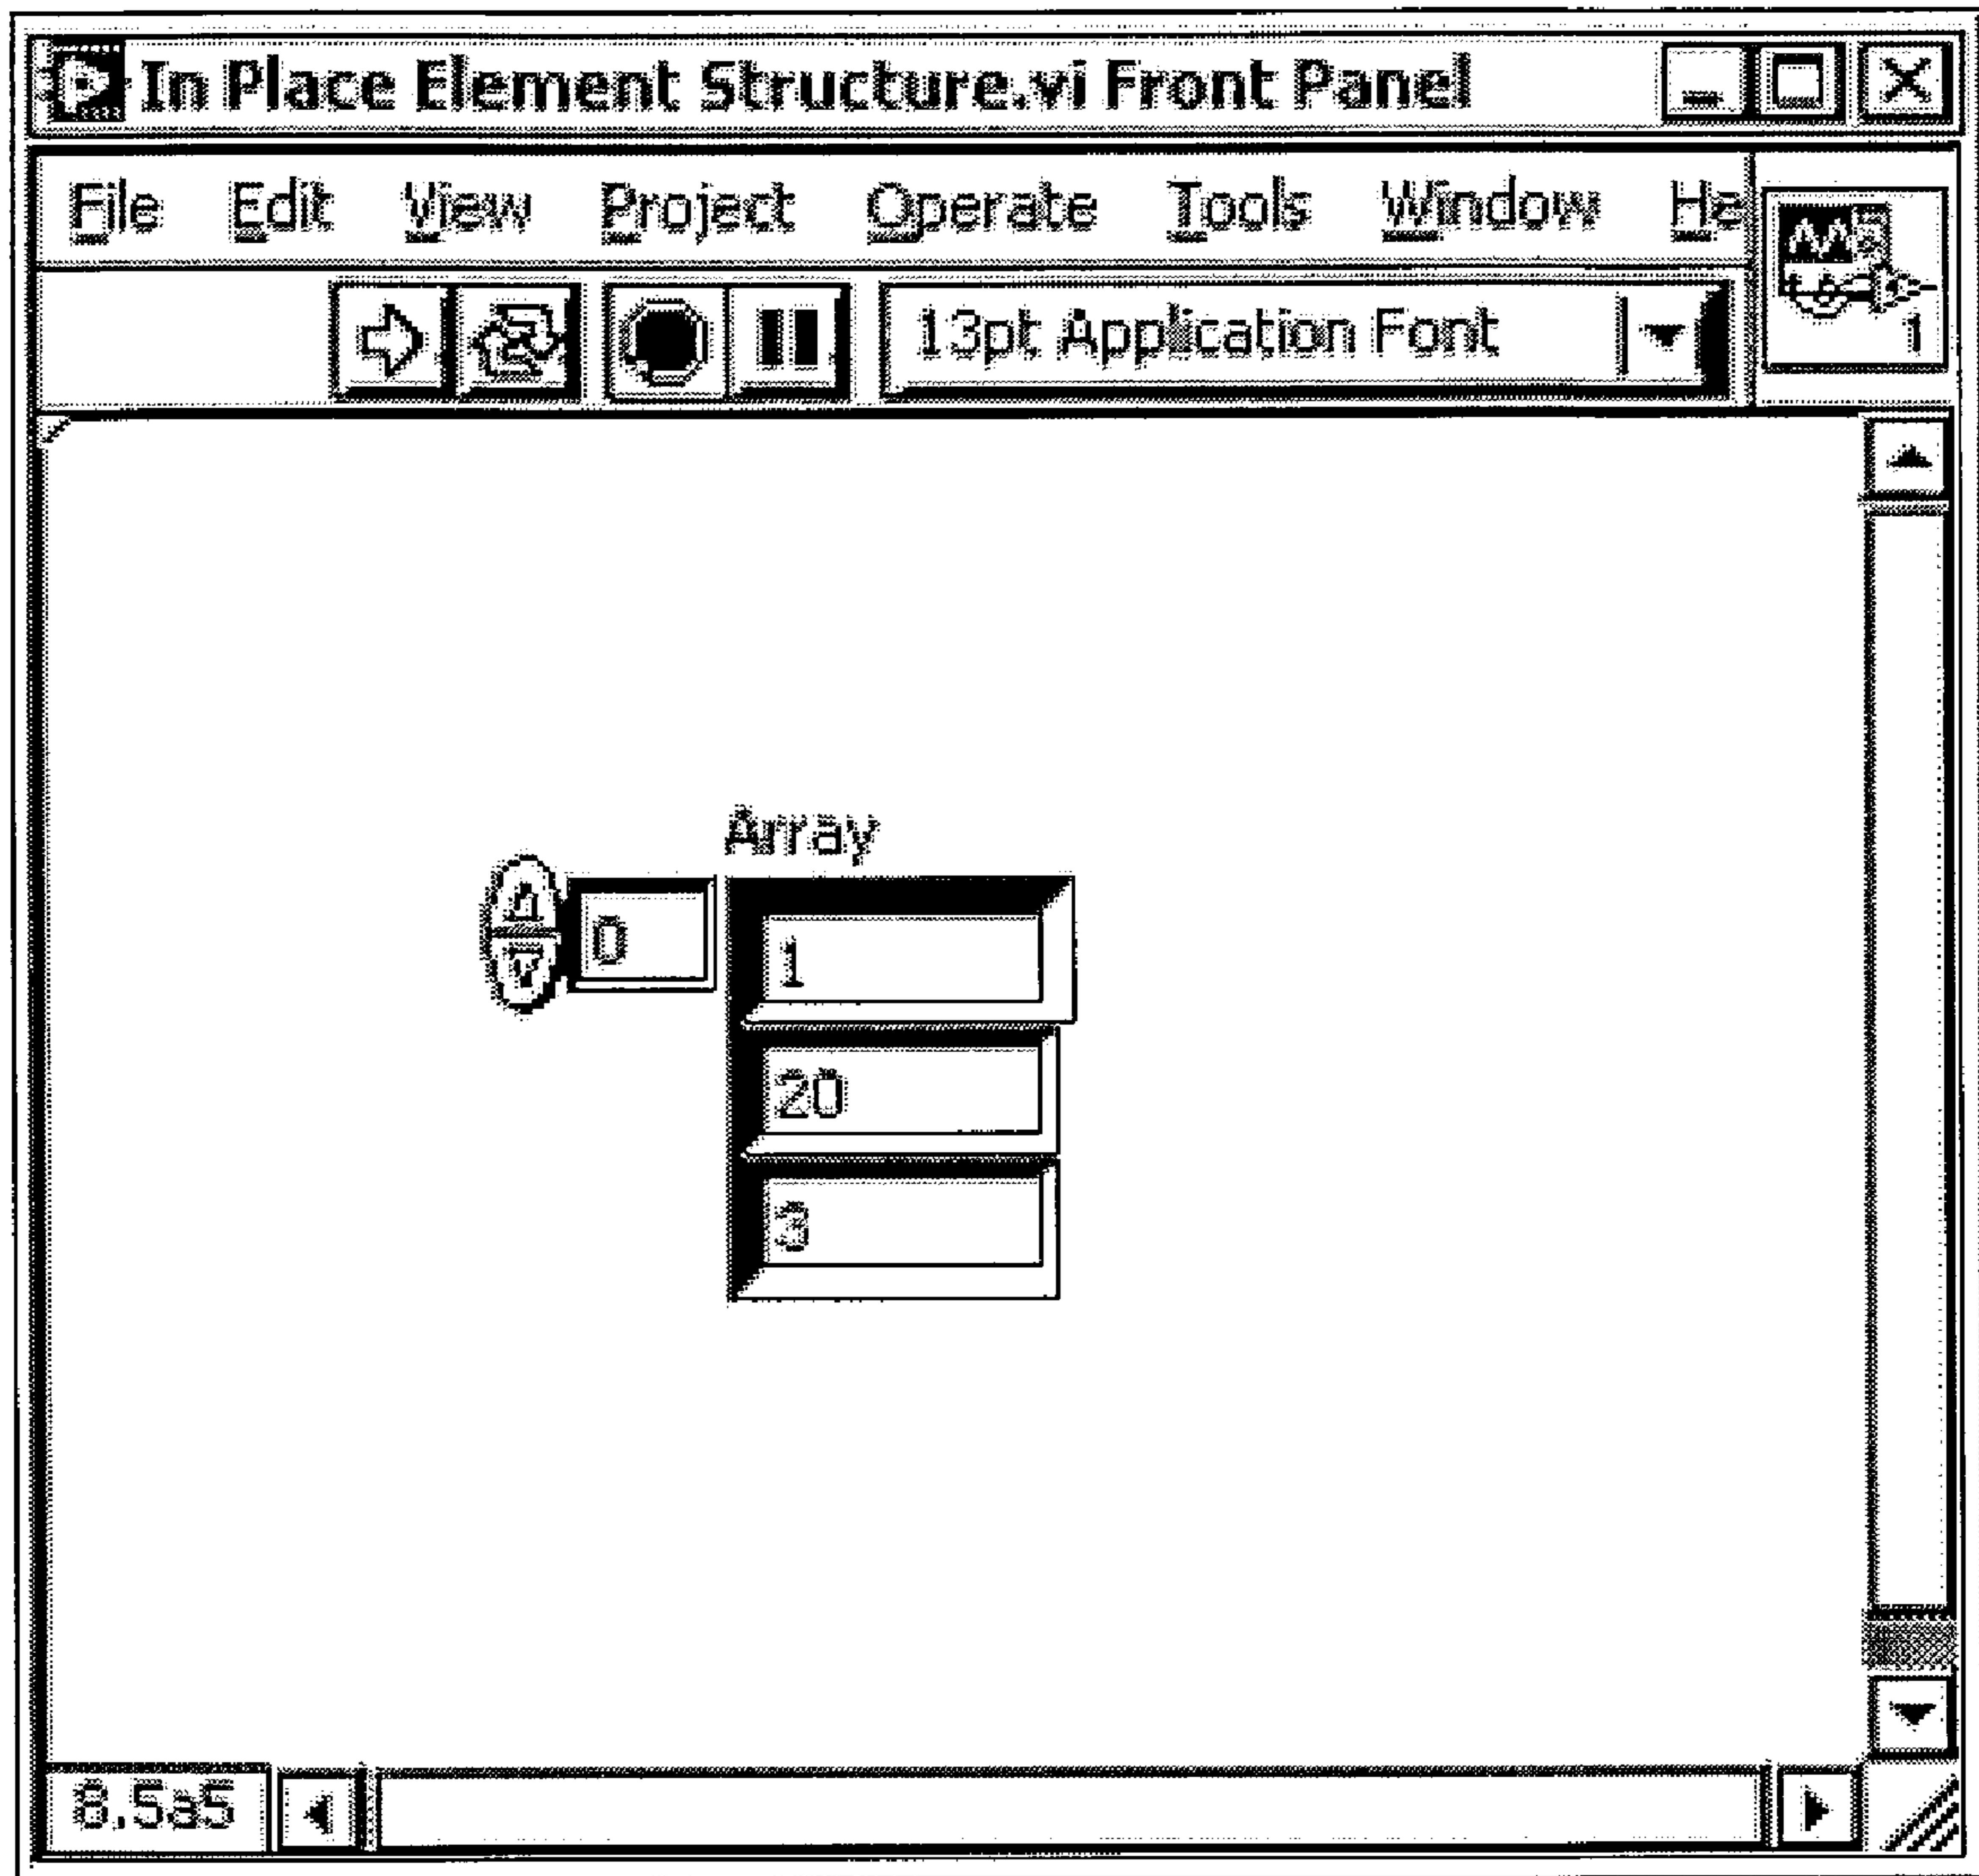 In Place Element Structure.vi Front Panel
File Edit View Project Operate Tools Window He
13pt Application Font
1
Array
0 1
20
3
8.5a5